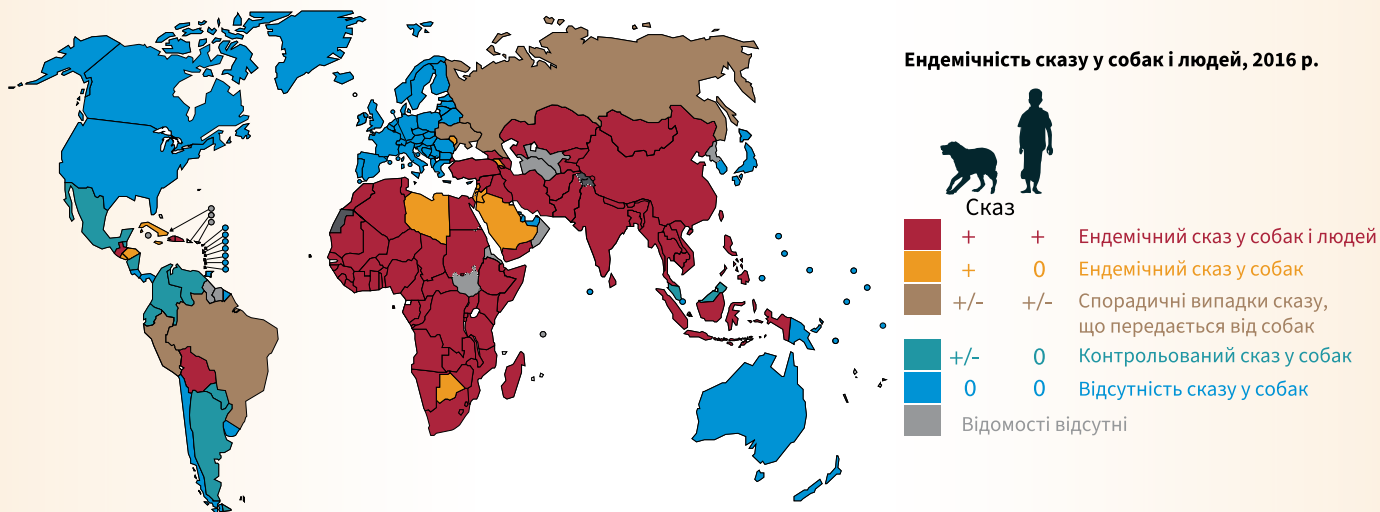 Ендемічність сказу у собак і людей, 2016 р.
Сказ
+ + Ендемічний сказ у собак і людей
+ 0 Ендемічний сказ у собак
+/- +/- Спорадичні випадки сказу,
що передається від собак
+/- 0 Контрольований сказ у собак
0 0 Відсутність сказу у собак
Відомості відсутні